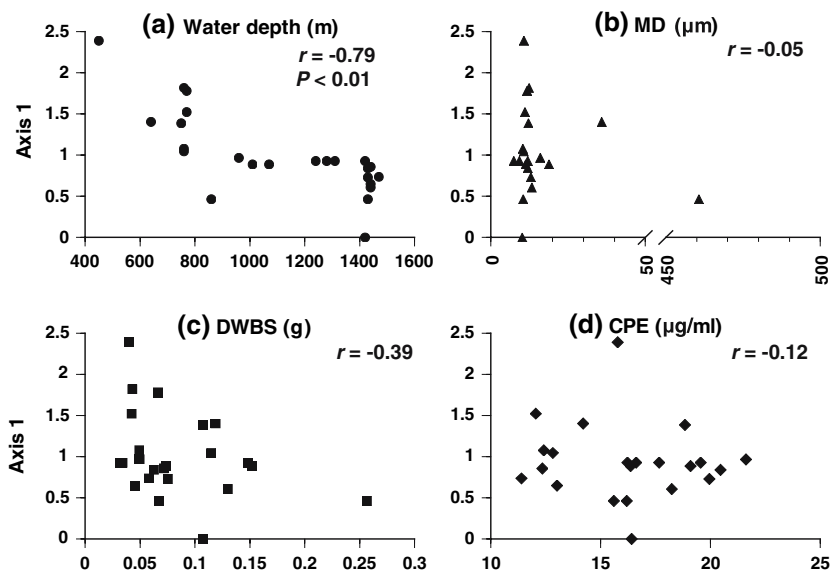 (a) Water depth (m)
r = -0.79
P < 0.01
Axis 1
2.5
2
1.5
1
0.5
0
400 600 800 1000 1200 1400 1600
(b) MD (µm)
r = -0.05
2.5
2
1.5
1
0.5
0
0 50 450 500
(c) DWBS (g)
r = -0.39
Axis 1
2.5
2
1.5
1
0.5
0
0 0.05 0.1 0.15 0.2 0.25 0.3
(d) CPE (µg/ml)
r = -0.12
2.5
2
1.5
1
0.5
0
10 15 20 25